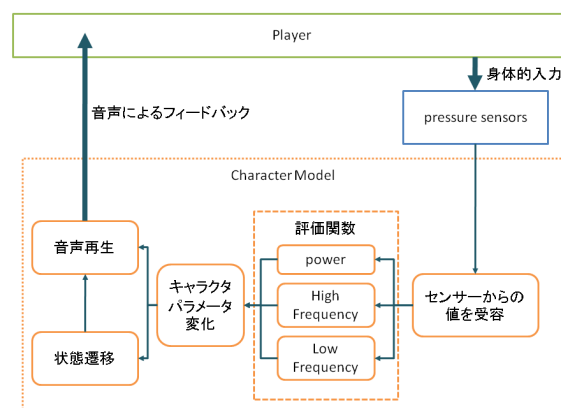 Player
身体的入力
音声によるフィードバック
pressure sensors
Character Model
評価関数
音声再生
power
キャラクタ
パラメータ
変化
High
Frequency
センサーからの
値を受容
状態遷移
Low
Frequency